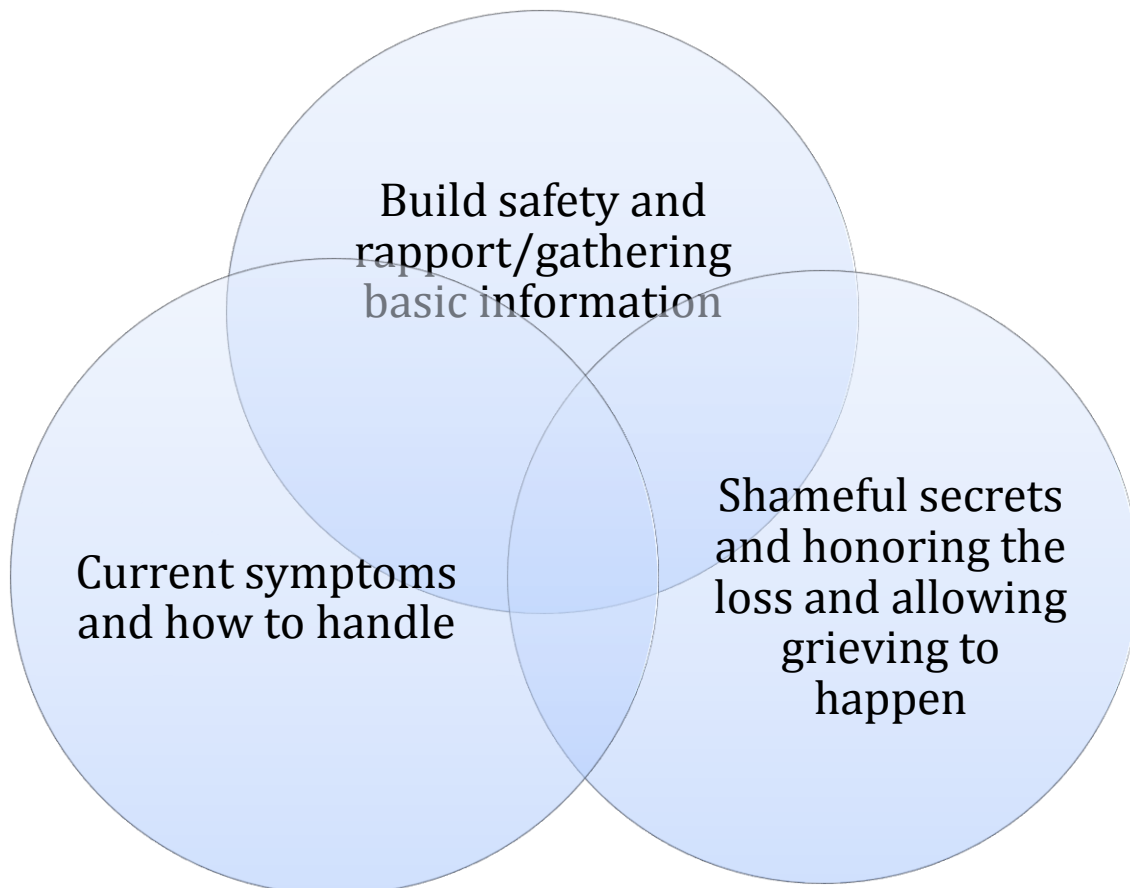 Build safety and
rapport/gathering
basic information
Current symptoms
and how to handle
Shameful secrets
and honoring the
loss and allowing
grieving to
happen